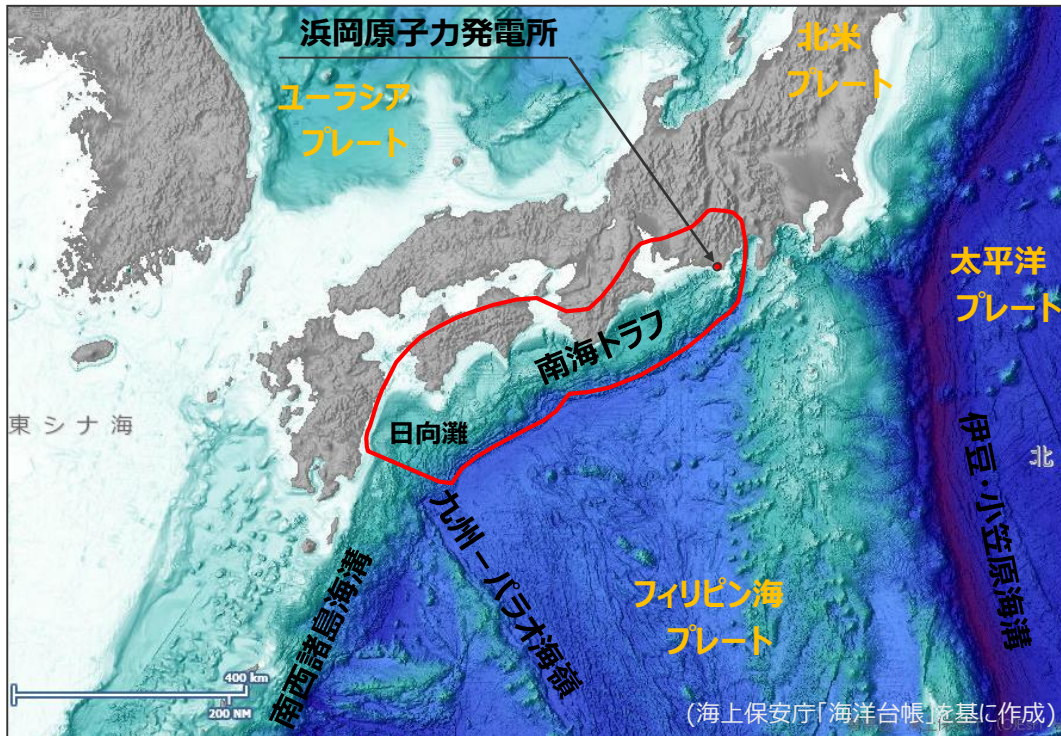 浜岡原子力発電所
北米
プレート
ユーラシア
プレート
太平洋
プレート
南海トラフ
東シナ海
日向灘
北
伊豆・小笠原海溝
九州ーパラオ海嶺
フィリピン海
プレート
南西諸島海溝
400 km
200 NM
(海上保安庁「海洋台帳」を基に作成)